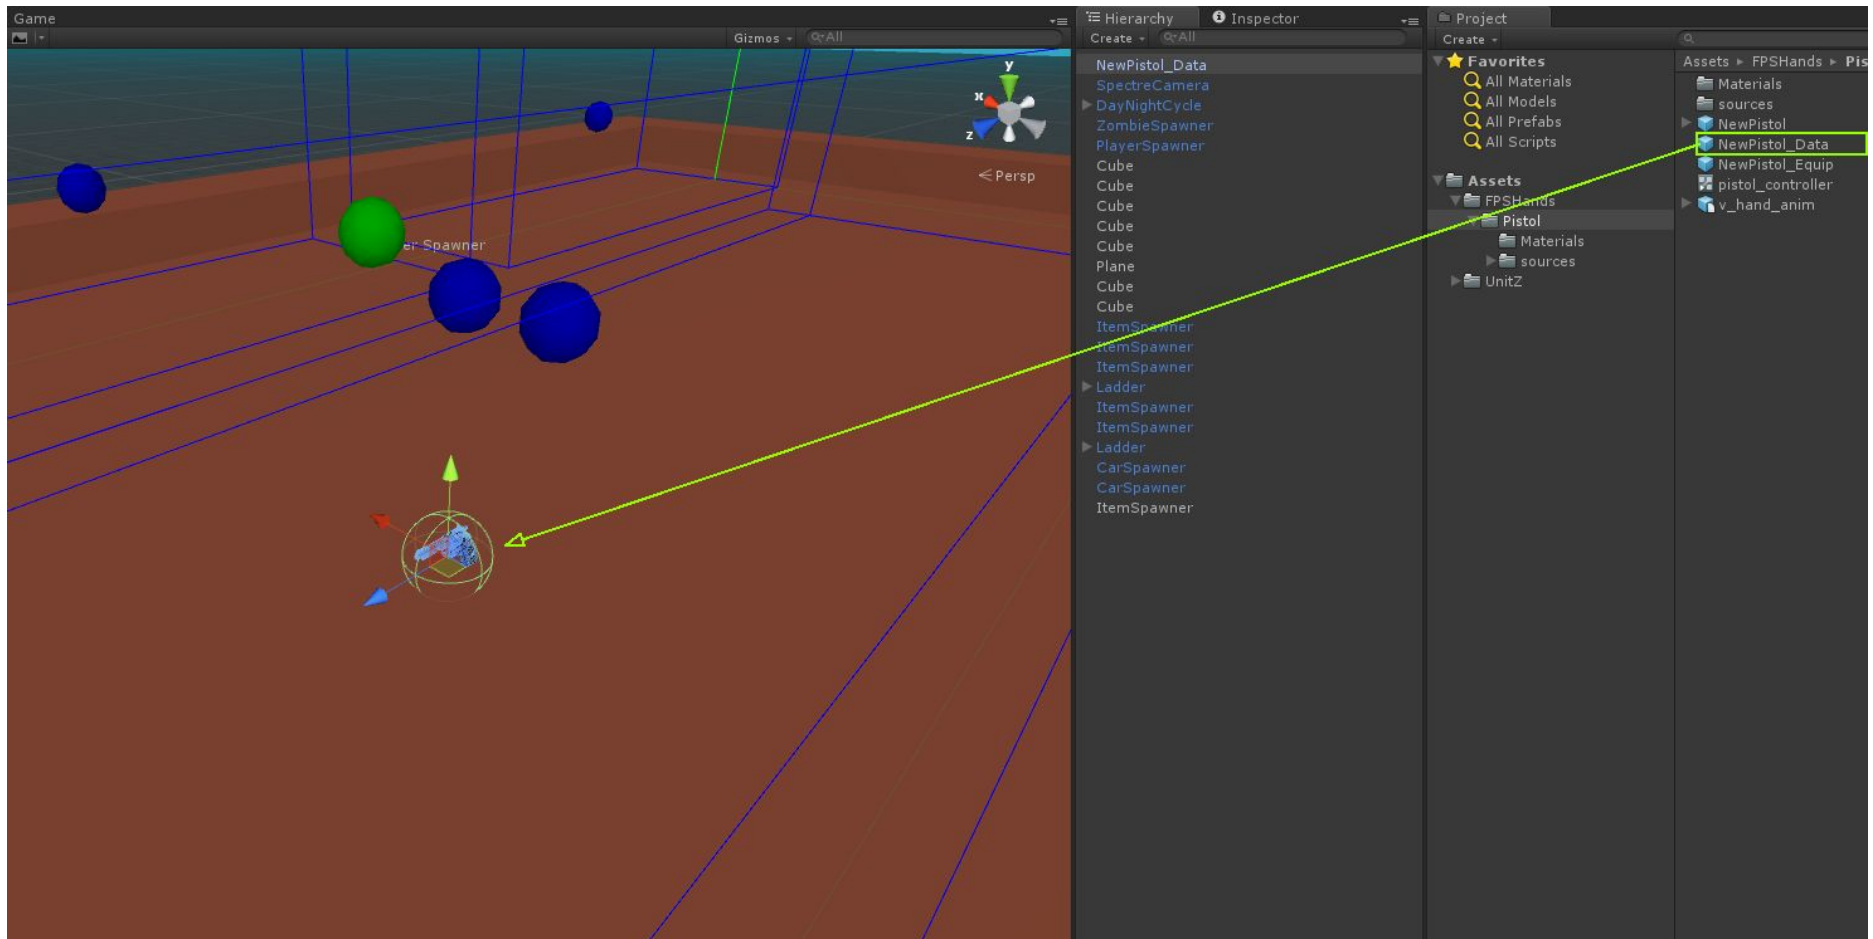 Game
Gizmos
All
y
x
z
Persp
er Spawner
Hierarchy
Inspector
Create
All
NewPistol_Data
SpectreCamera
DayNightCycle
ZombieSpawner
PlayerSpawner
Cube
Cube
Cube
Cube
Cube
Plane
Cube
Cube
ItemSpawner
ItemSpawner
ItemSpawner
Ladder
ItemSpawner
ItemSpawner
Ladder
CarSpawner
CarSpawner
ItemSpawner
Project
Create
Favorites
All Materials
All Models
All Prefabs
All Scripts
Assets
FPSHands
Pistol
Materials
sources
UnitZ
Assets ▸ FPSHands ▸ Pis
Materials
sources
NewPistol
NewPistol_Data
NewPistol_Equip
pistol_controller
v_hand_anim